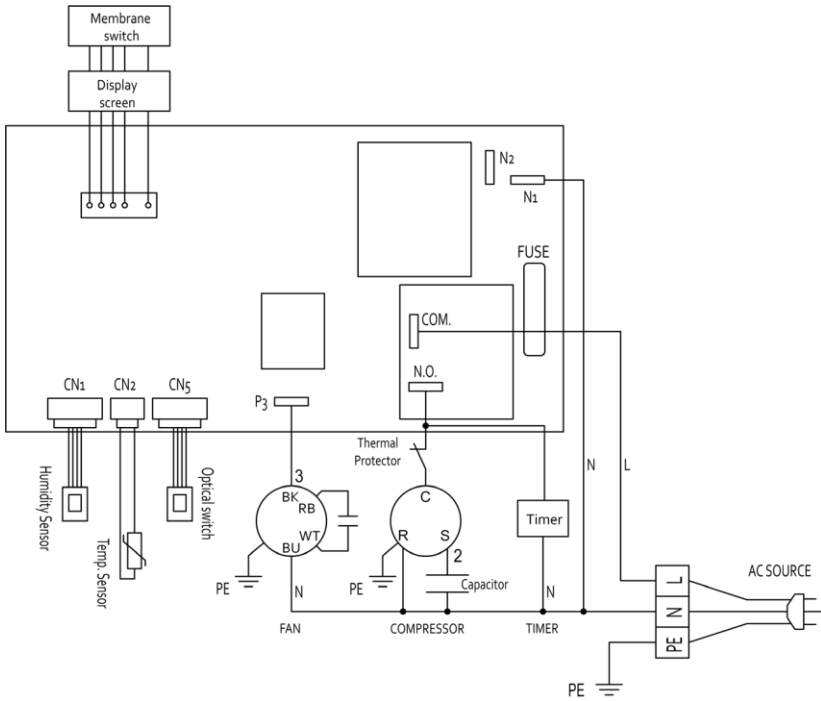 Membrane
switch
Display
screen
N2
N1
FUSE
COM.
N.O.
CN1
CN2
CN5
P3
Thermal
Protector
Humidity Sensor
Temp. Sensor
Optical switch
3
BK
RB
WT
BU
C
R
S
2
Timer
N
L
PE
N
PE
Capacitor
N
L
N
PE
AC SOURCE
FAN
COMPRESSOR
TIMER
PE